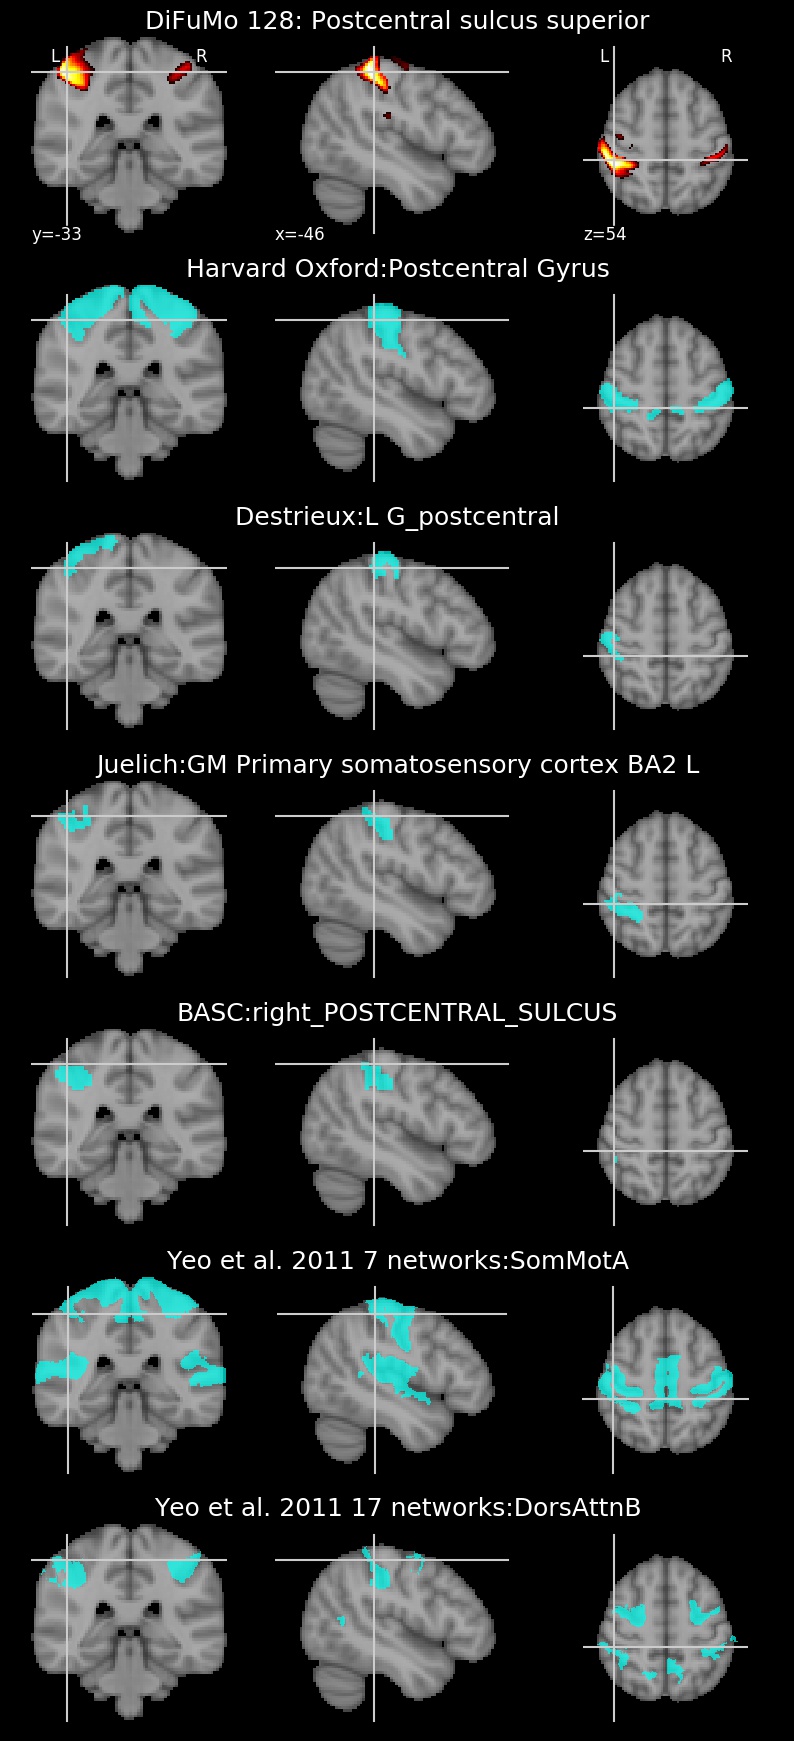 DiFuMo 128: Postcentral sulcus superior
L R L R
y=-33 x=-46 z=54
Harvard Oxford:Postcentral Gyrus
Destrieux:L G_postcentral
Juelich:GM Primary somatosensory cortex BA2 L
BASC:right_POSTCENTRAL_SULCUS
Yeo et al. 2011 7 networks:SomMotA
Yeo et al. 2011 17 networks:DorsAttnB